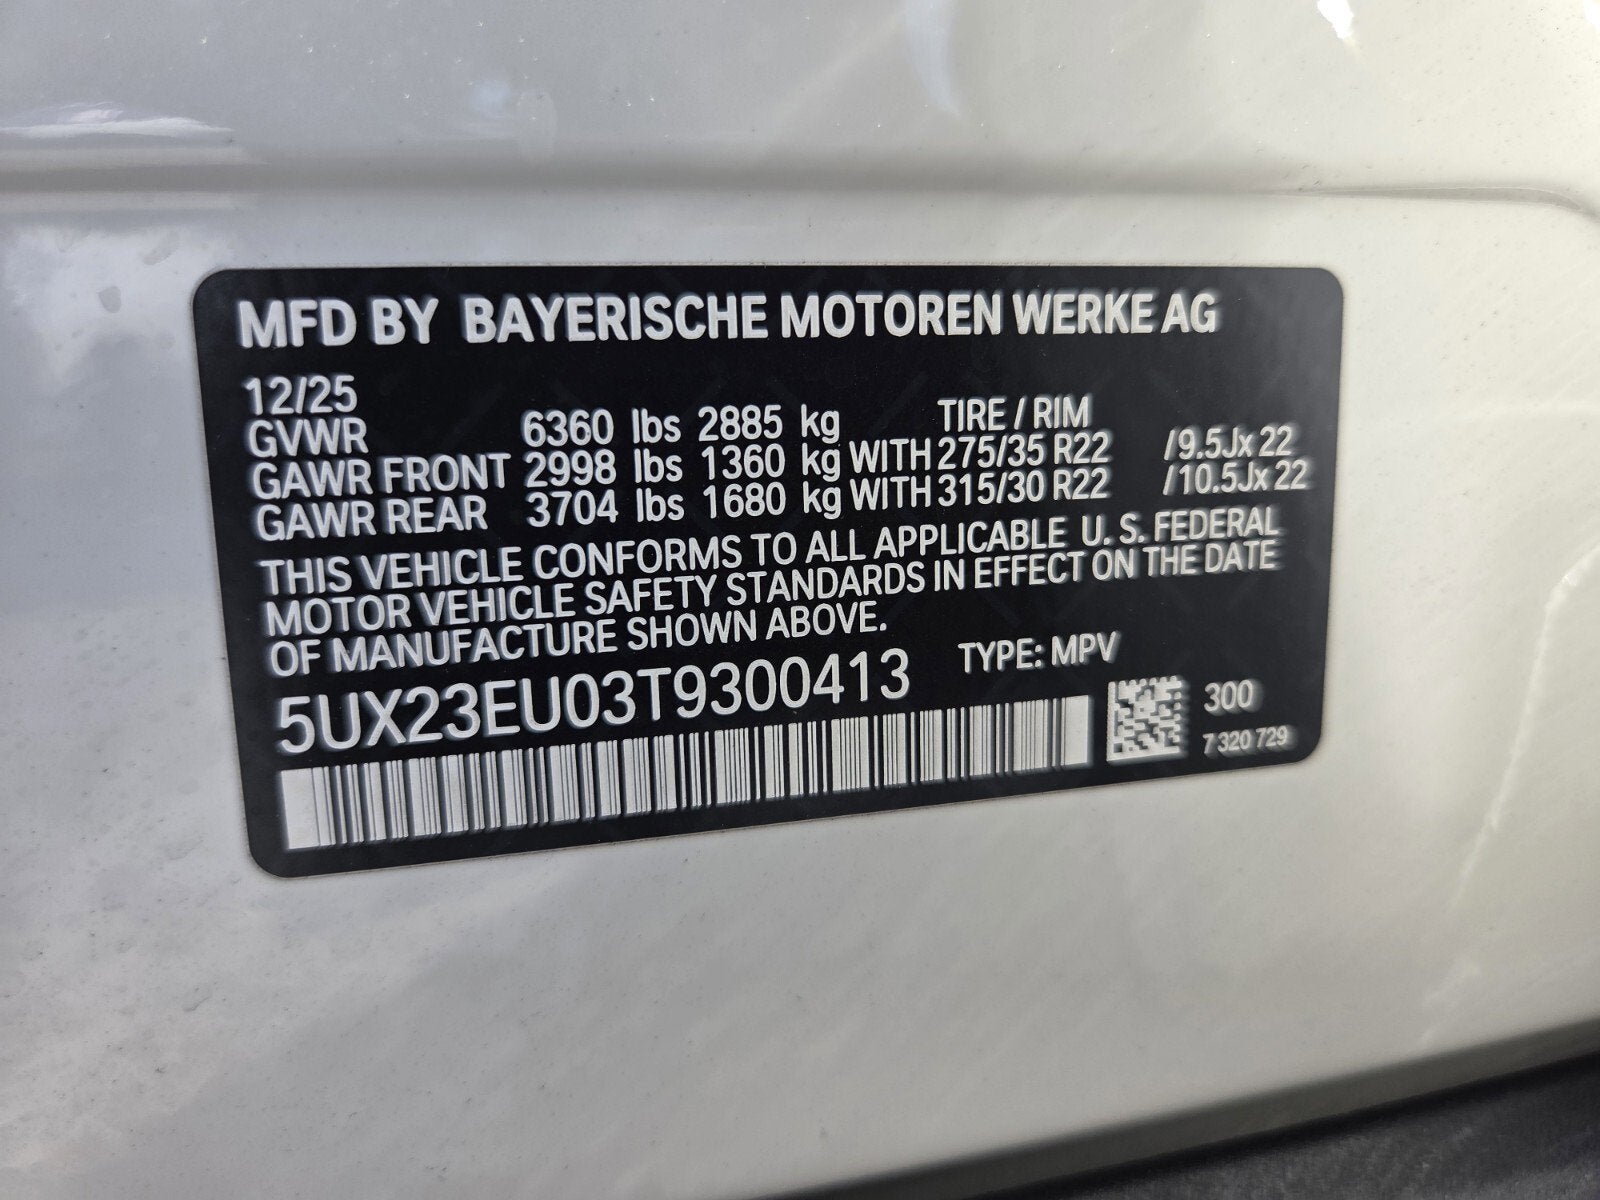 MFD BY BAYERISCHE MOTOREN WERKE AG
12/25
GVWR 6360 lbs 2885 kg TIRE / RIM
GAWR FRONT 2998 lbs 1360 kg WITH 275/35 R22 /9.5Jx 22
GAWR REAR 3704 lbs 1680 kg WITH 315/30 R22 /10.5Jx 22
THIS VEHICLE CONFORMS TO ALL APPLICABLE U. S. FEDERAL
MOTOR VEHICLE SAFETY STANDARDS IN EFFECT ON THE DATE
OF MANUFACTURE SHOWN ABOVE.
5UX23EU03T9300413 TYPE: MPV
300
7 320 729